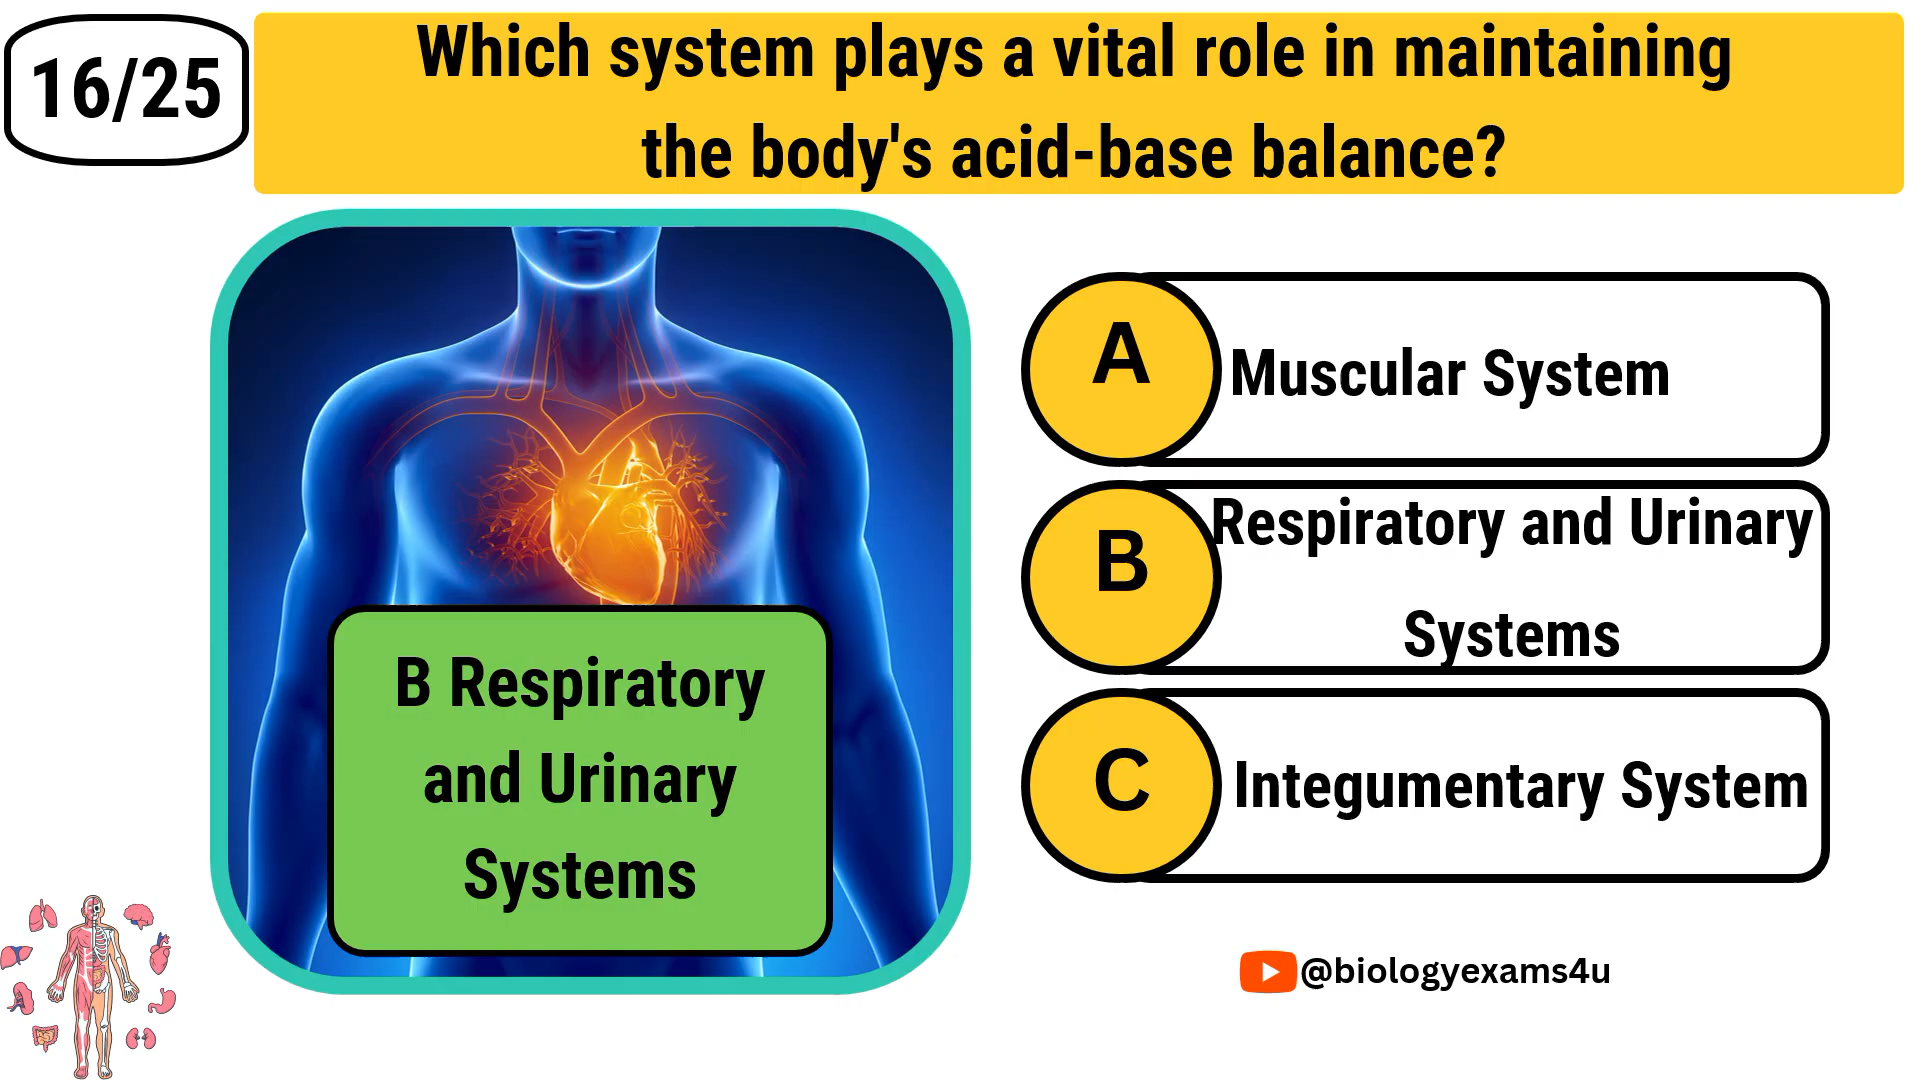 16/25
Which system plays a vital role in maintaining
the body's acid-base balance?
A
Muscular System
B
Respiratory and Urinary
Systems
C
Integumentary System
B Respiratory
and Urinary
Systems
@biologyexams4u